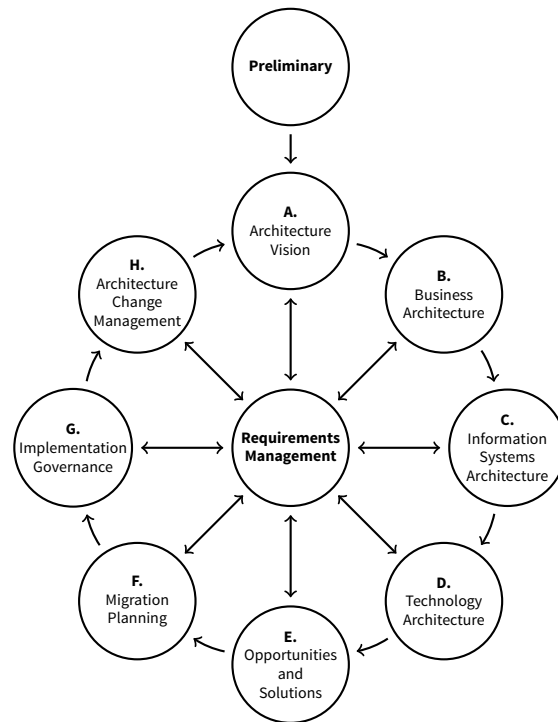 Preliminary
A.
Architecture
Vision
B.
Business
Architecture
C.
Information
Systems
Architecture
D.
Technology
Architecture
E.
Opportunities
and
Solutions
F.
Migration
Planning
G.
Implementation
Governance
H.
Architecture
Change
Management
Requirements
Management